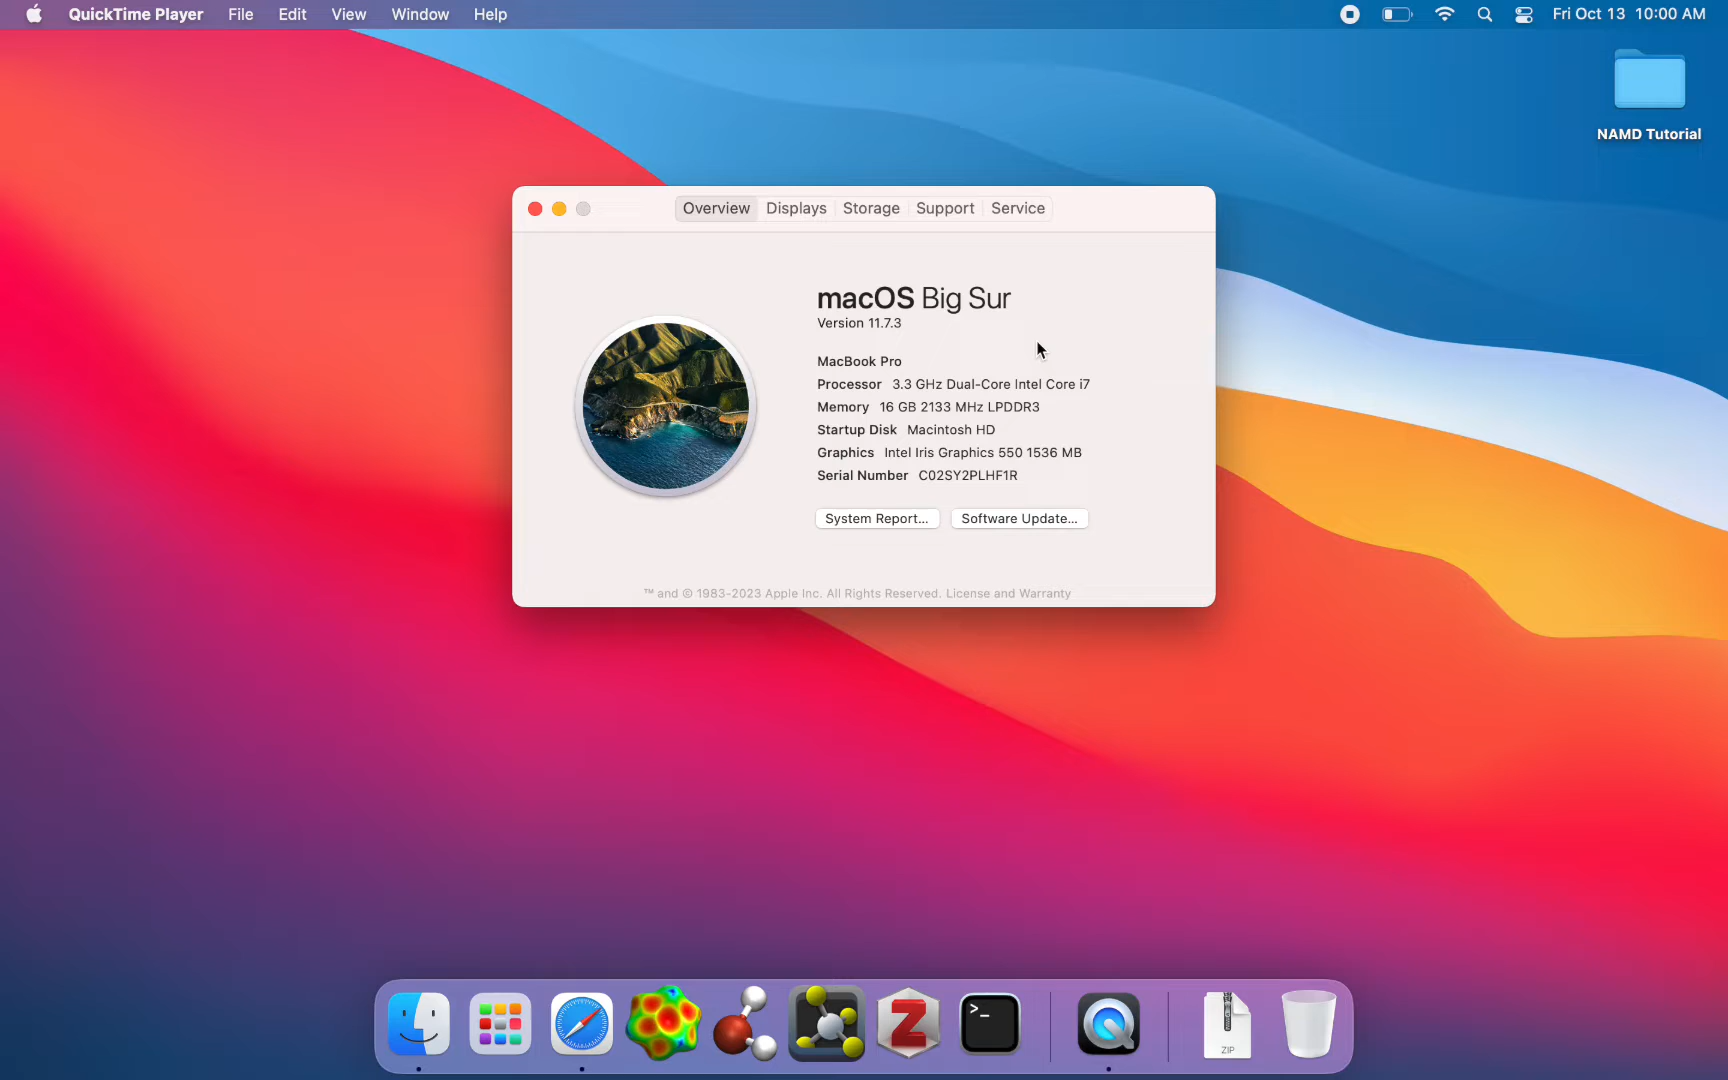 QuickTime Player File Edit View Window Help Fri Oct 13 10:00 AM
NAMD Tutorial
Overview Displays Storage Support Service
macOS Big Sur
Version 11.7.3
MacBook Pro
Processor 3.3 GHz Dual-Core Intel Core i7
Memory 16 GB 2133 MHz LPDDR3
Startup Disk Macintosh HD
Graphics Intel Iris Graphics 550 1536 MB
Serial Number C02SY2PLHF1R
System Report... Software Update...
™ and © 1983-2023 Apple Inc. All Rights Reserved. License and Warranty
Z >_
ZIP